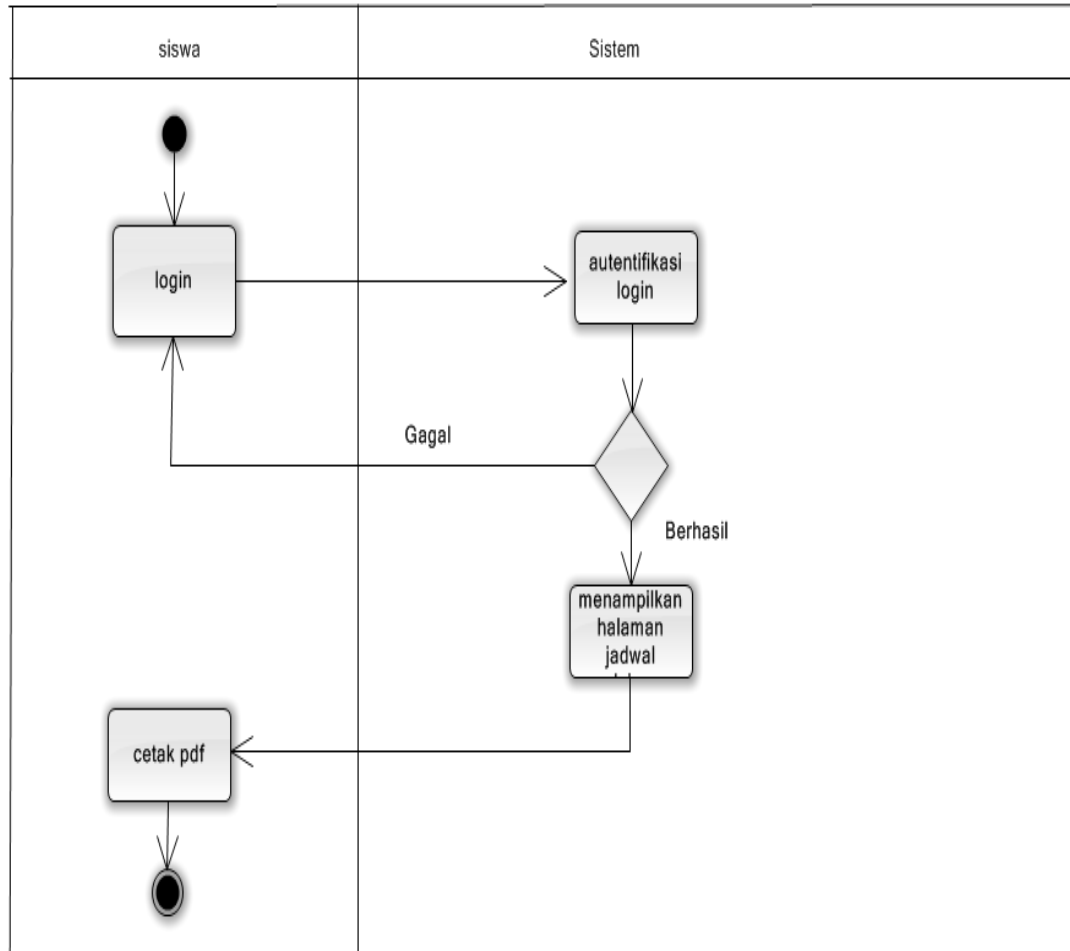 siswa
Sistem
login
autentifikasi
login
Gagal
Berhasil
menampilkan
halaman
jadwal
cetak pdf